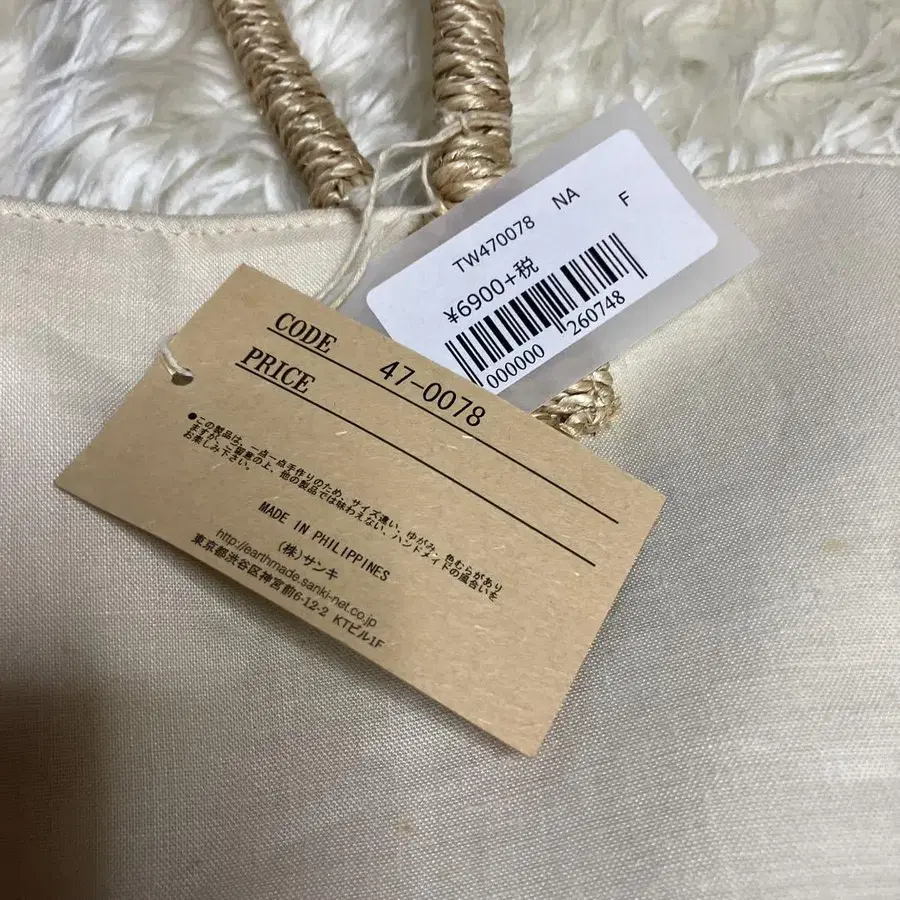 TW470078 NA F
¥6900+税
000000 260748
CODE 47-0078
PRICE
●この製品は、一点一点手作りのため、サイズ違い、ゆがみ、色むらがあり
ますが、ご留意の上、他の製品では味わえない、ハンドメイドの風合いを
お楽しみ下さい。
MADE IN PHILIPPINES
(株)サンキ
http://earthmade.sanki-net.co.jp
東京都渋谷区神宮前6-12-2 KTビル1F